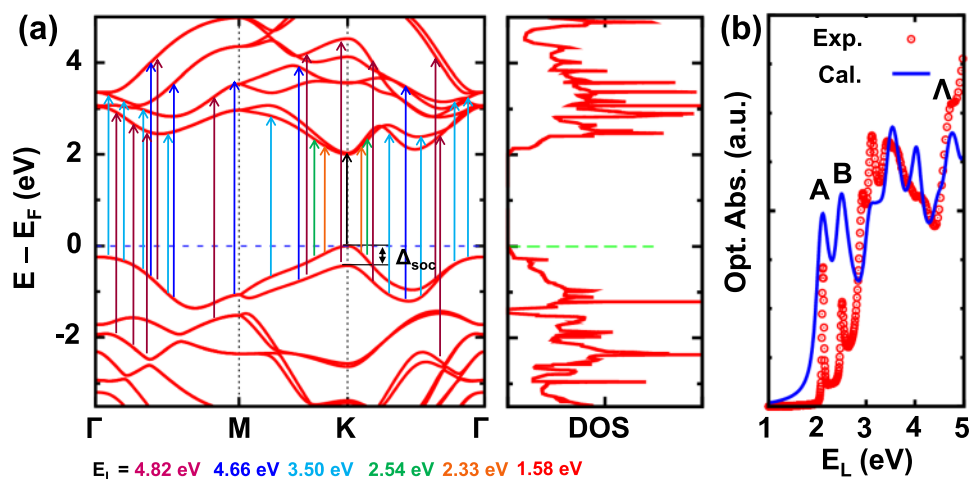 (a)
(b)
E – E_F (eV)
4
2
0
-2
Δ_soc
Γ
M
K
Γ
DOS
E_L = 4.82 eV 4.66 eV 3.50 eV 2.54 eV 2.33 eV 1.58 eV
Opt. Abs. (a.u.)
Exp.
Cal.
A
B
Λ
1 2 3 4 5
E_L (eV)